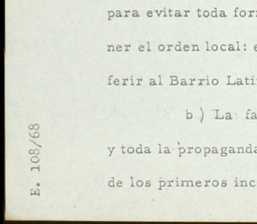 para evitar toda for
ner el orden local: e
ferir al Barrio Lati
b) La fa
y toda la propaganda
de los primeros inc
E. 108/68